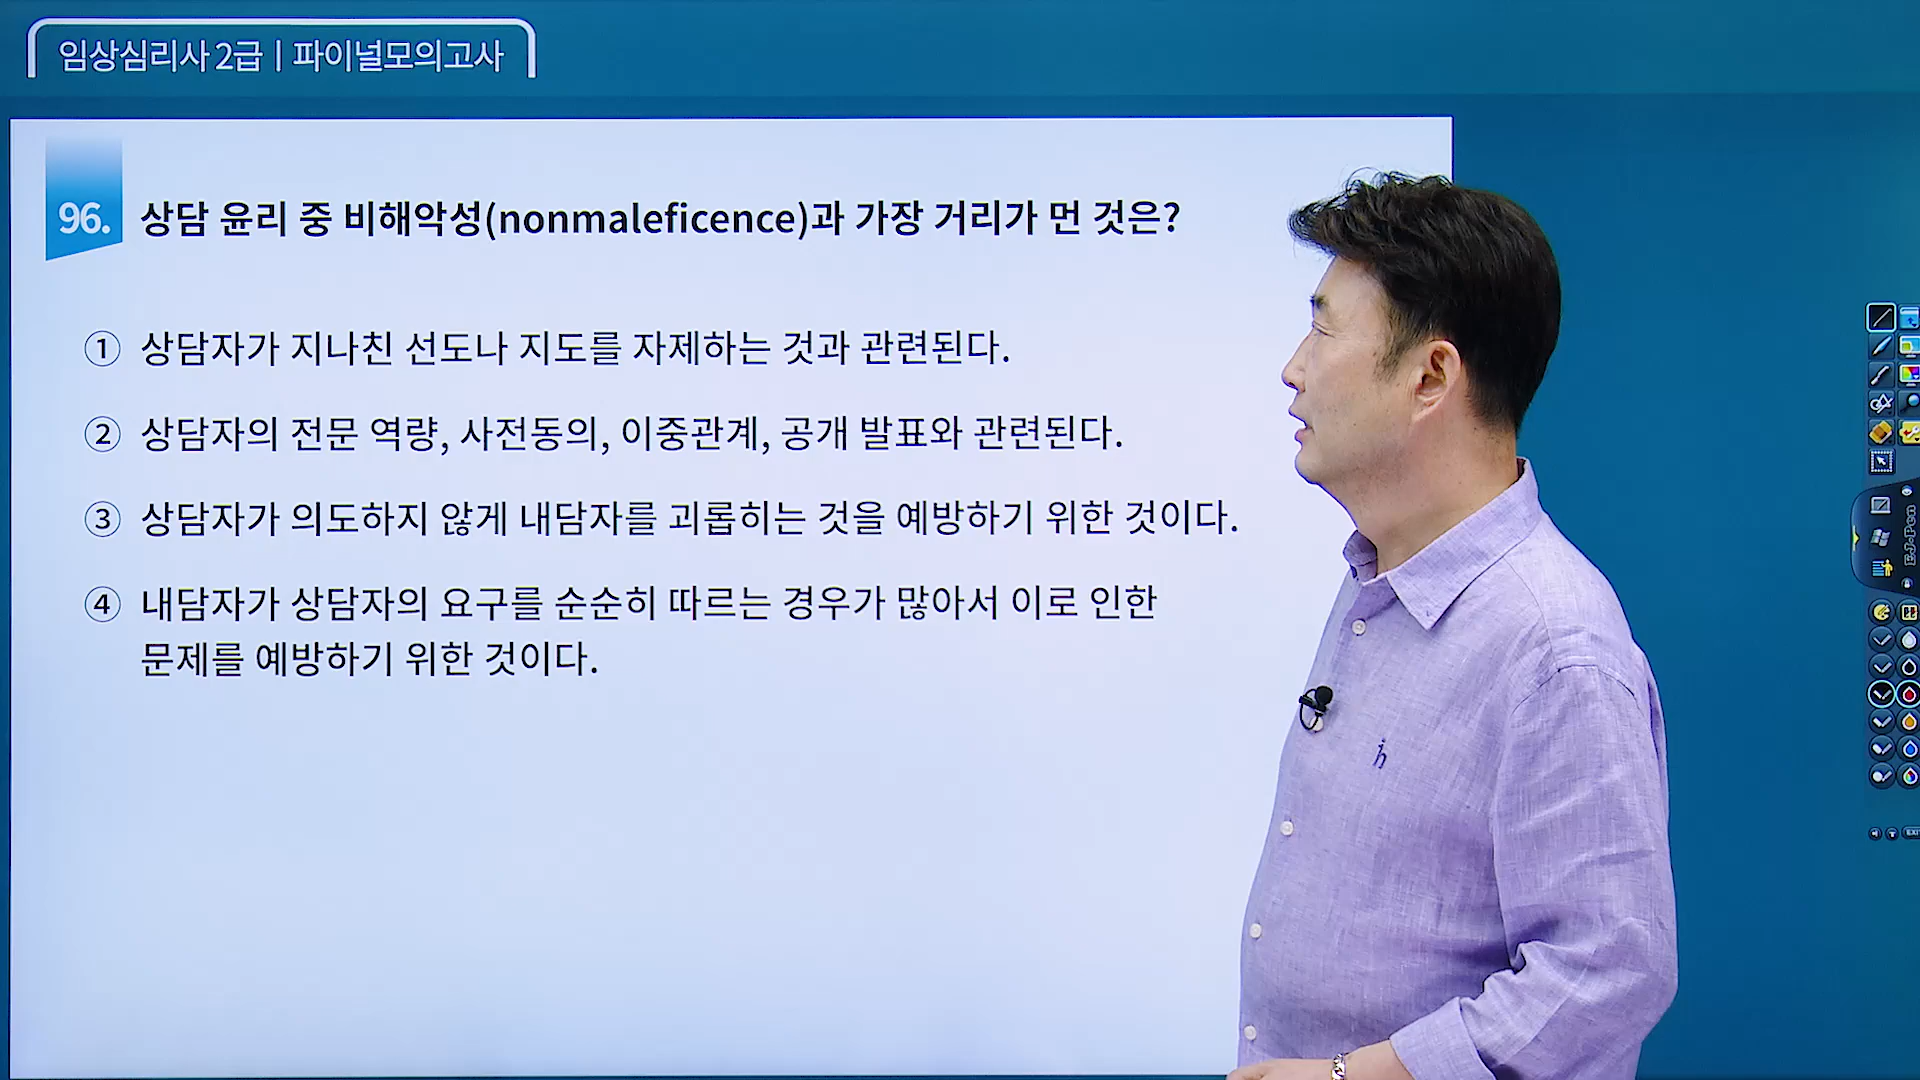 임상심리사 2급 | 파이널모의고사
96. 상담 윤리 중 비해악성(nonmaleficence)과 가장 거리가 먼 것은?
① 상담자가 지나친 선도나 지도를 자제하는 것과 관련된다.
② 상담자의 전문 역량, 사전동의, 이중관계, 공개 발표와 관련된다.
③ 상담자가 의도하지 않게 내담자를 괴롭히는 것을 예방하기 위한 것이다.
④ 내담자가 상담자의 요구를 순순히 따르는 경우가 많아서 이로 인한
문제를 예방하기 위한 것이다.
h
EJ-Pen
EXIT